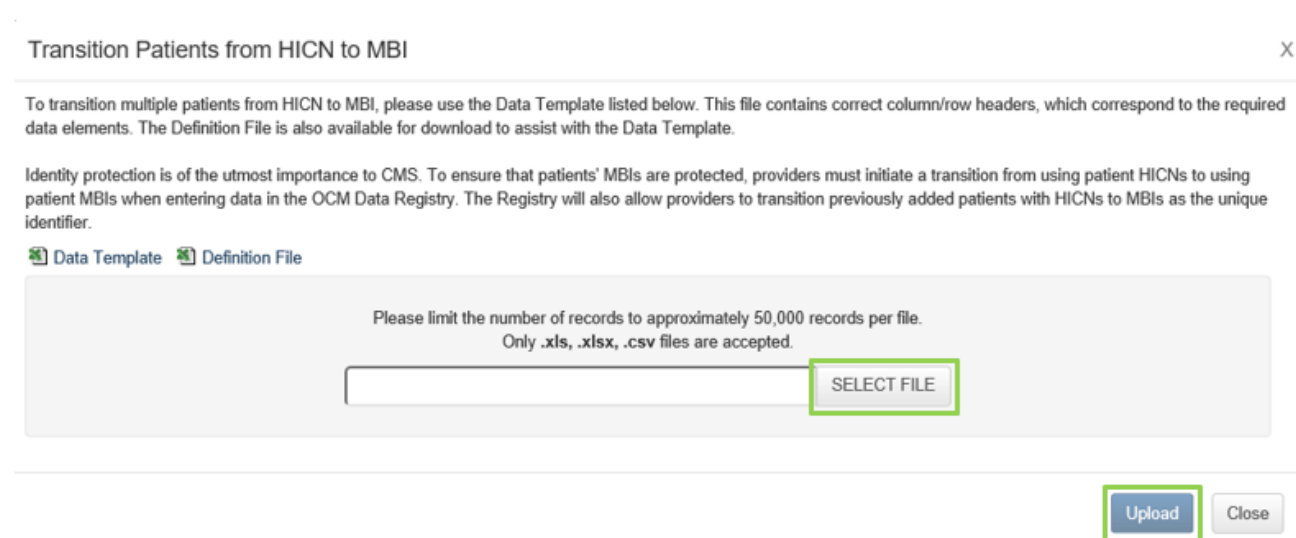 Transition Patients from HICN to MBI
X
To transition multiple patients from HICN to MBI, please use the Data Template listed below. This file contains correct column/row headers, which correspond to the required
data elements. The Definition File is also available for download to assist with the Data Template.
Identity protection is of the utmost importance to CMS. To ensure that patients' MBIs are protected, providers must initiate a transition from using patient HICNs to using
patient MBIs when entering data in the OCM Data Registry. The Registry will also allow providers to transition previously added patients with HICNs to MBIs as the unique
identifier.
Data Template Definition File
Please limit the number of records to approximately 50,000 records per file.
Only .xls, .xlsx, .csv files are accepted.
SELECT FILE
Upload Close